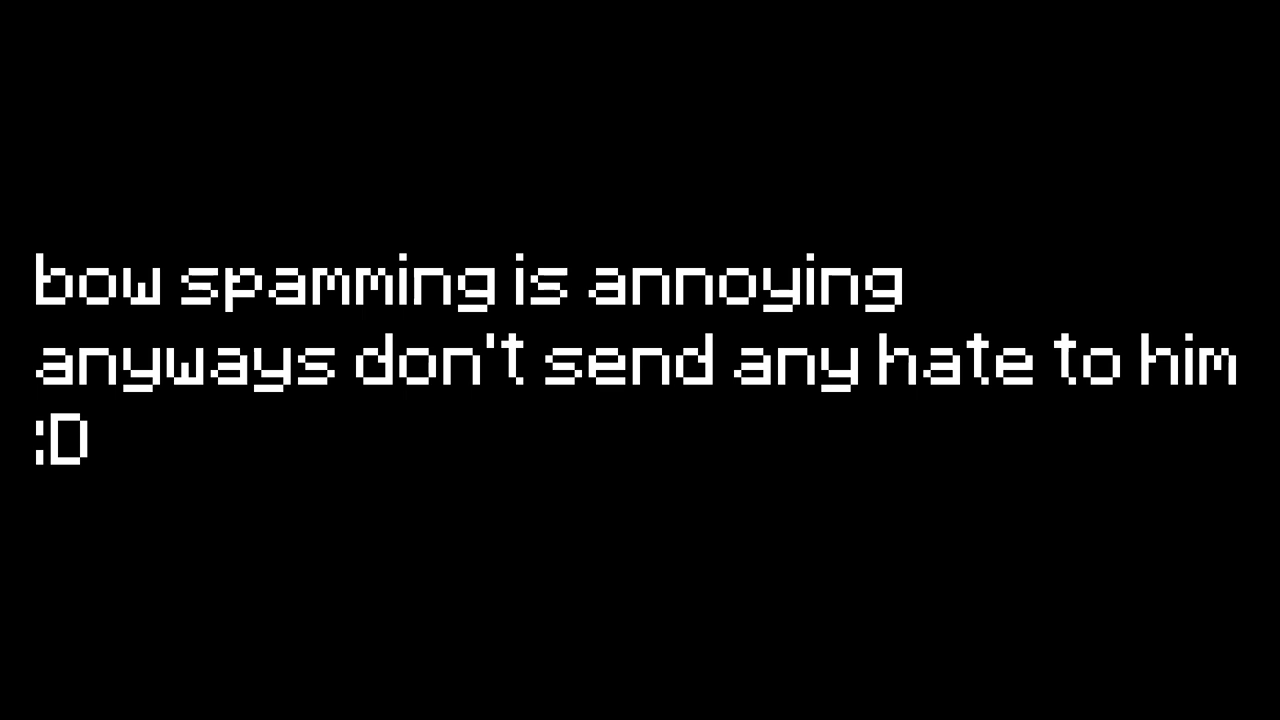 bow spamming is annoying
anyways don't send any hate to him
:D